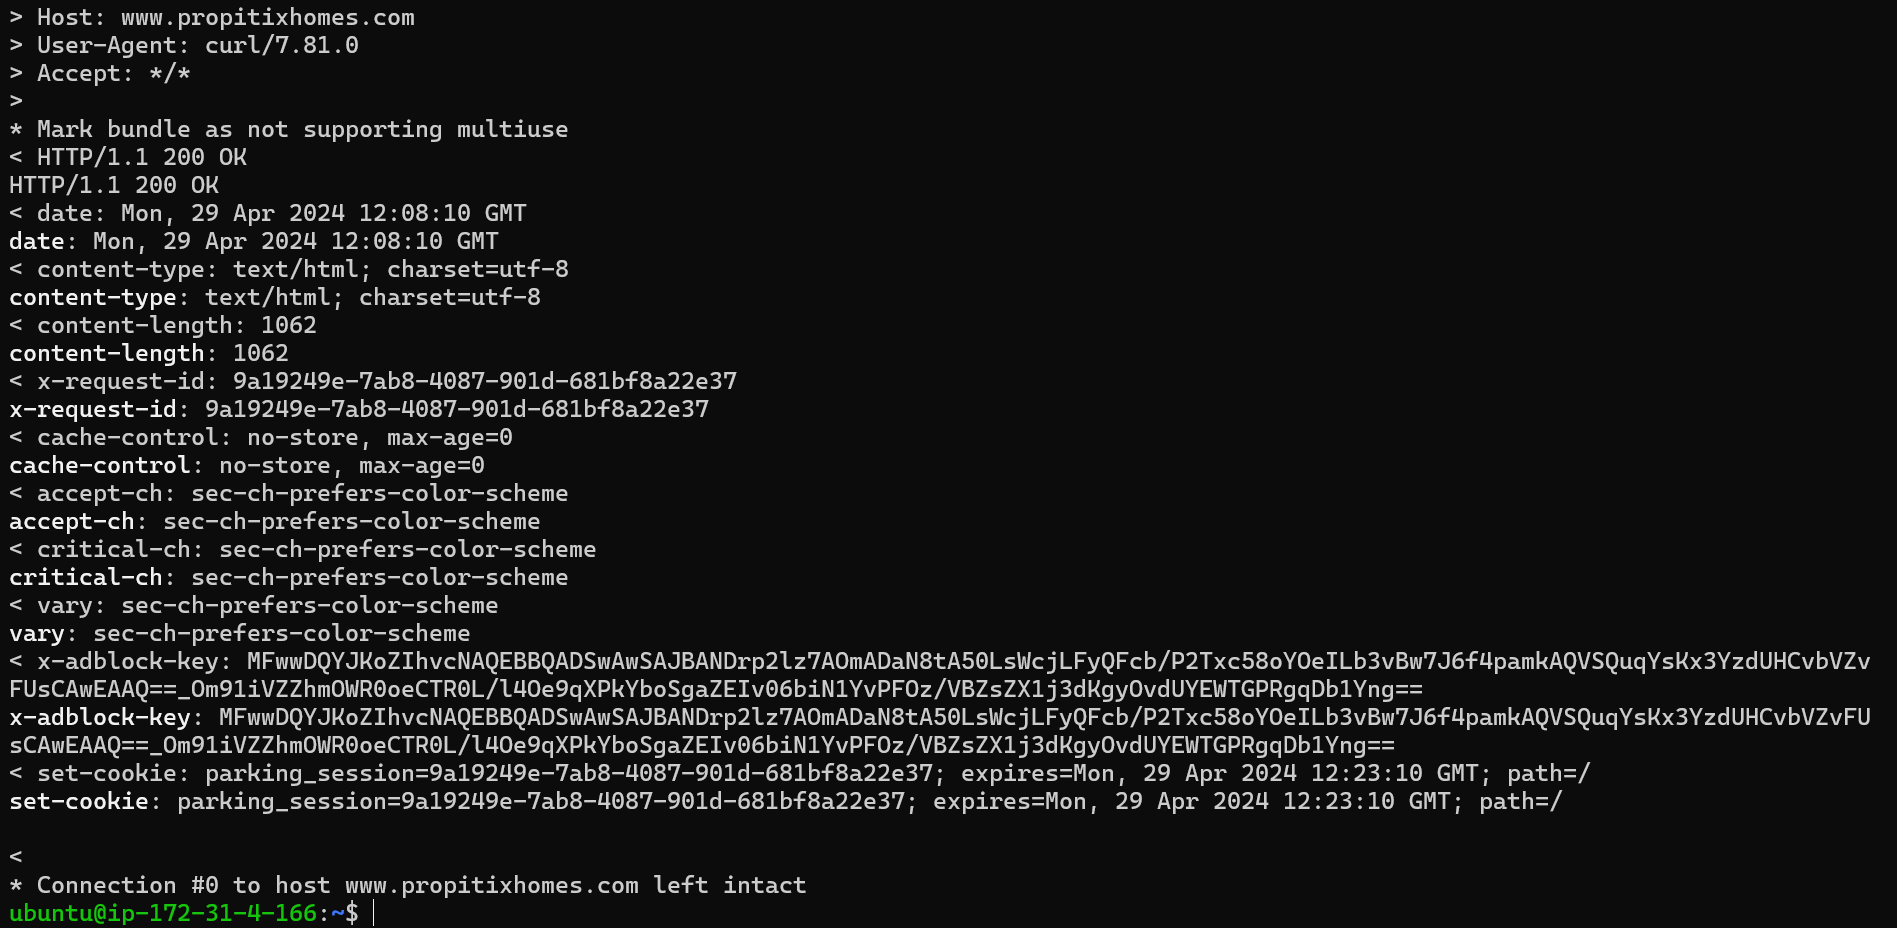 > Host: www.propitixhomes.com
> User-Agent: curl/7.81.0
> Accept: */*
>
* Mark bundle as not supporting multiuse
< HTTP/1.1 200 OK
HTTP/1.1 200 OK
< date: Mon, 29 Apr 2024 12:08:10 GMT
date: Mon, 29 Apr 2024 12:08:10 GMT
< content-type: text/html; charset=utf-8
content-type: text/html; charset=utf-8
< content-length: 1062
content-length: 1062
< x-request-id: 9a19249e-7ab8-4087-901d-681bf8a22e37
x-request-id: 9a19249e-7ab8-4087-901d-681bf8a22e37
< cache-control: no-store, max-age=0
cache-control: no-store, max-age=0
< accept-ch: sec-ch-prefers-color-scheme
accept-ch: sec-ch-prefers-color-scheme
< critical-ch: sec-ch-prefers-color-scheme
critical-ch: sec-ch-prefers-color-scheme
< vary: sec-ch-prefers-color-scheme
vary: sec-ch-prefers-color-scheme
< x-adblock-key: MFwwDQYJKoZIhvcNAQEBBQADSwAwSAJBANDrp2lz7AOmADaN8tA50LsWcjLFyQFcb/P2Txc58oYOeILb3vBw7J6f4pamkAQVSQuqYsKx3YzdUHCvbVZv
FUsCAwEAAQ==_Om91iVZZhmOWR0oeCTR0L/l4Oe9qXPkYboSgaZEIv06biN1YvPFOz/VBZsZX1j3dKgyOvdUYEWTGPRgqDb1Yng==
x-adblock-key: MFwwDQYJKoZIhvcNAQEBBQADSwAwSAJBANDrp2lz7AOmADaN8tA50LsWcjLFyQFcb/P2Txc58oYOeILb3vBw7J6f4pamkAQVSQuqYsKx3YzdUHCvbVZvFU
sCAwEAAQ==_Om91iVZZhmOWR0oeCTR0L/l4Oe9qXPkYboSgaZEIv06biN1YvPFOz/VBZsZX1j3dKgyOvdUYEWTGPRgqDb1Yng==
< set-cookie: parking_session=9a19249e-7ab8-4087-901d-681bf8a22e37; expires=Mon, 29 Apr 2024 12:23:10 GMT; path=/
set-cookie: parking_session=9a19249e-7ab8-4087-901d-681bf8a22e37; expires=Mon, 29 Apr 2024 12:23:10 GMT; path=/
<
* Connection #0 to host www.propitixhomes.com left intact
ubuntu@ip-172-31-4-166:~$